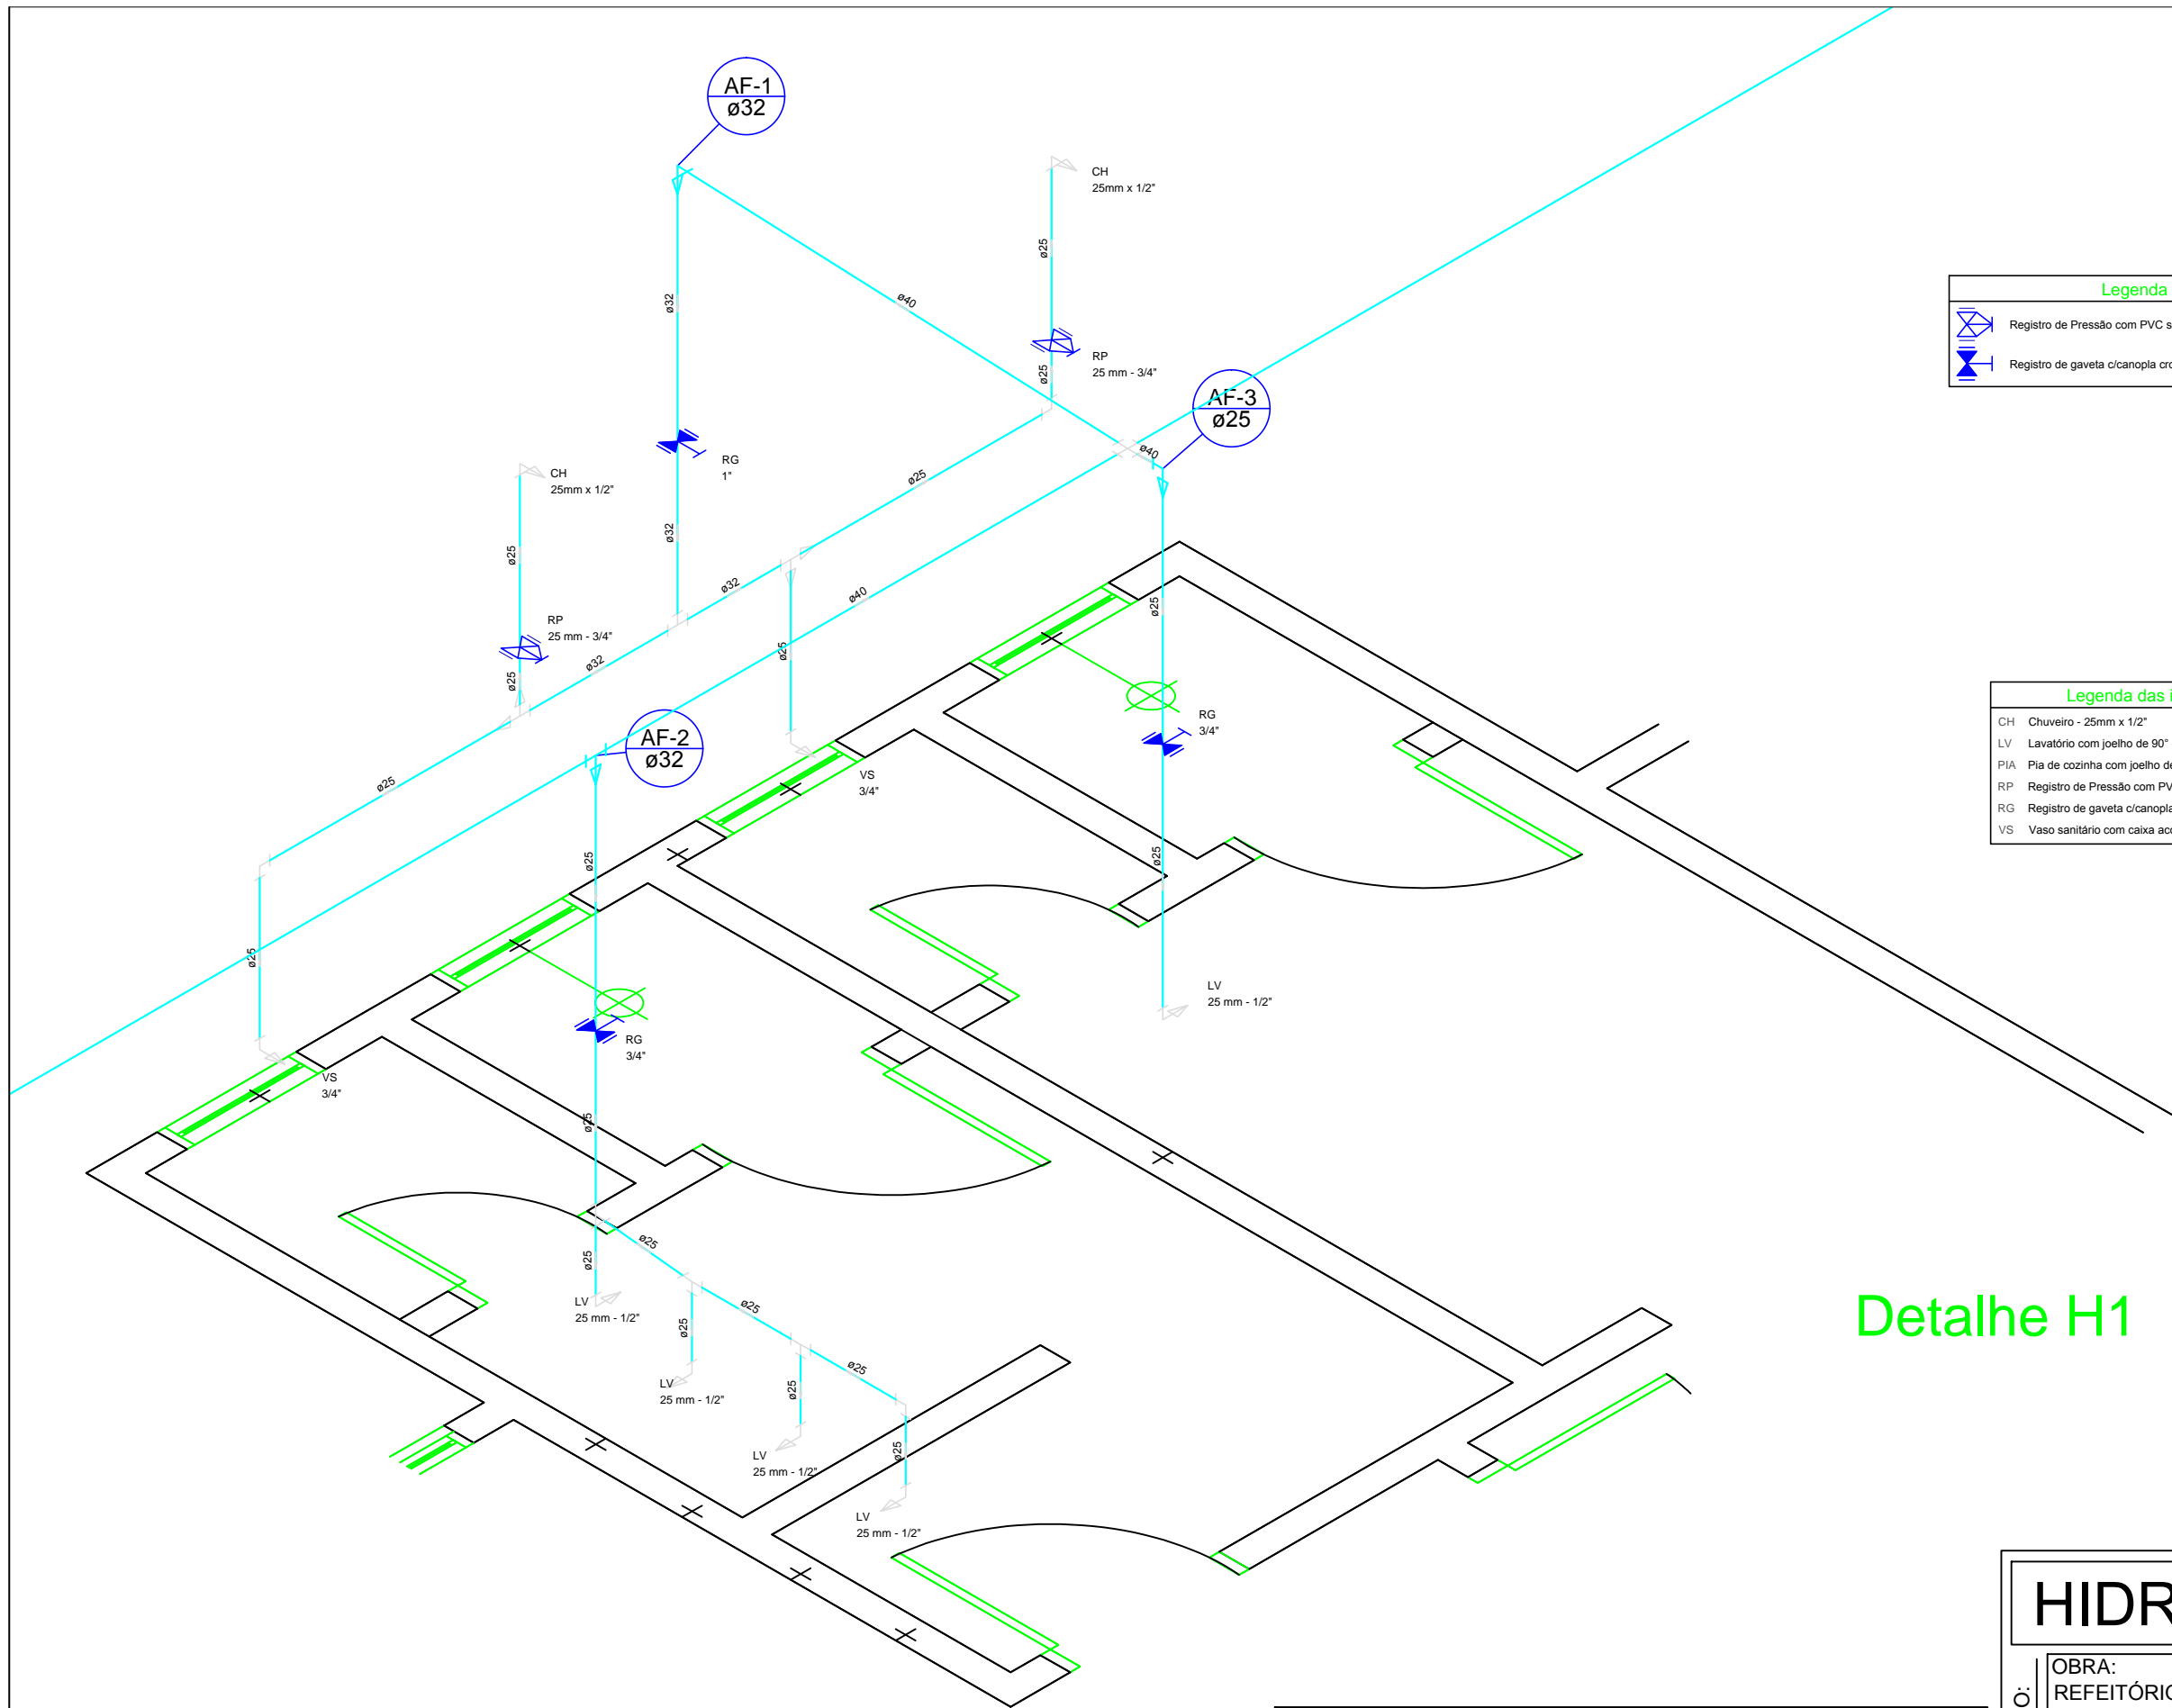 AF-1
ø32
CH
25mm x 1/2"
ø25
ø32
ø40
RP
25 mm - 3/4"
ø25
AF-3
ø25
ø40
RG
1"
CH
25mm x 1/2"
ø25
ø25
ø32
ø32
ø40
ø25
RP
25 mm - 3/4"
ø25
ø32
ø25
RG
3/4"
AF-2
ø32
VS
3/4"
ø25
ø25
ø25
ø25
LV
25 mm - 1/2"
RG
3/4"
VS
3/4"
ø25
ø25
ø25
ø25
LV
25 mm - 1/2"
ø25
ø25
ø25
LV
25 mm - 1/2"
ø25
LV
25 mm - 1/2"
ø25
LV
25 mm - 1/2"
Legenda
Registro de Pressão com PVC s
Registro de gaveta c/canopla cro
Legenda das i
CH Chuveiro - 25mm x 1/2"
LV Lavatório com joelho de 90°
PIA Pia de cozinha com joelho de
RP Registro de Pressão com PV
RG Registro de gaveta c/canopla
VS Vaso sanitário com caixa aco
Detalhe H1
HIDR
OBRA:
REFEITÓRIO
O: